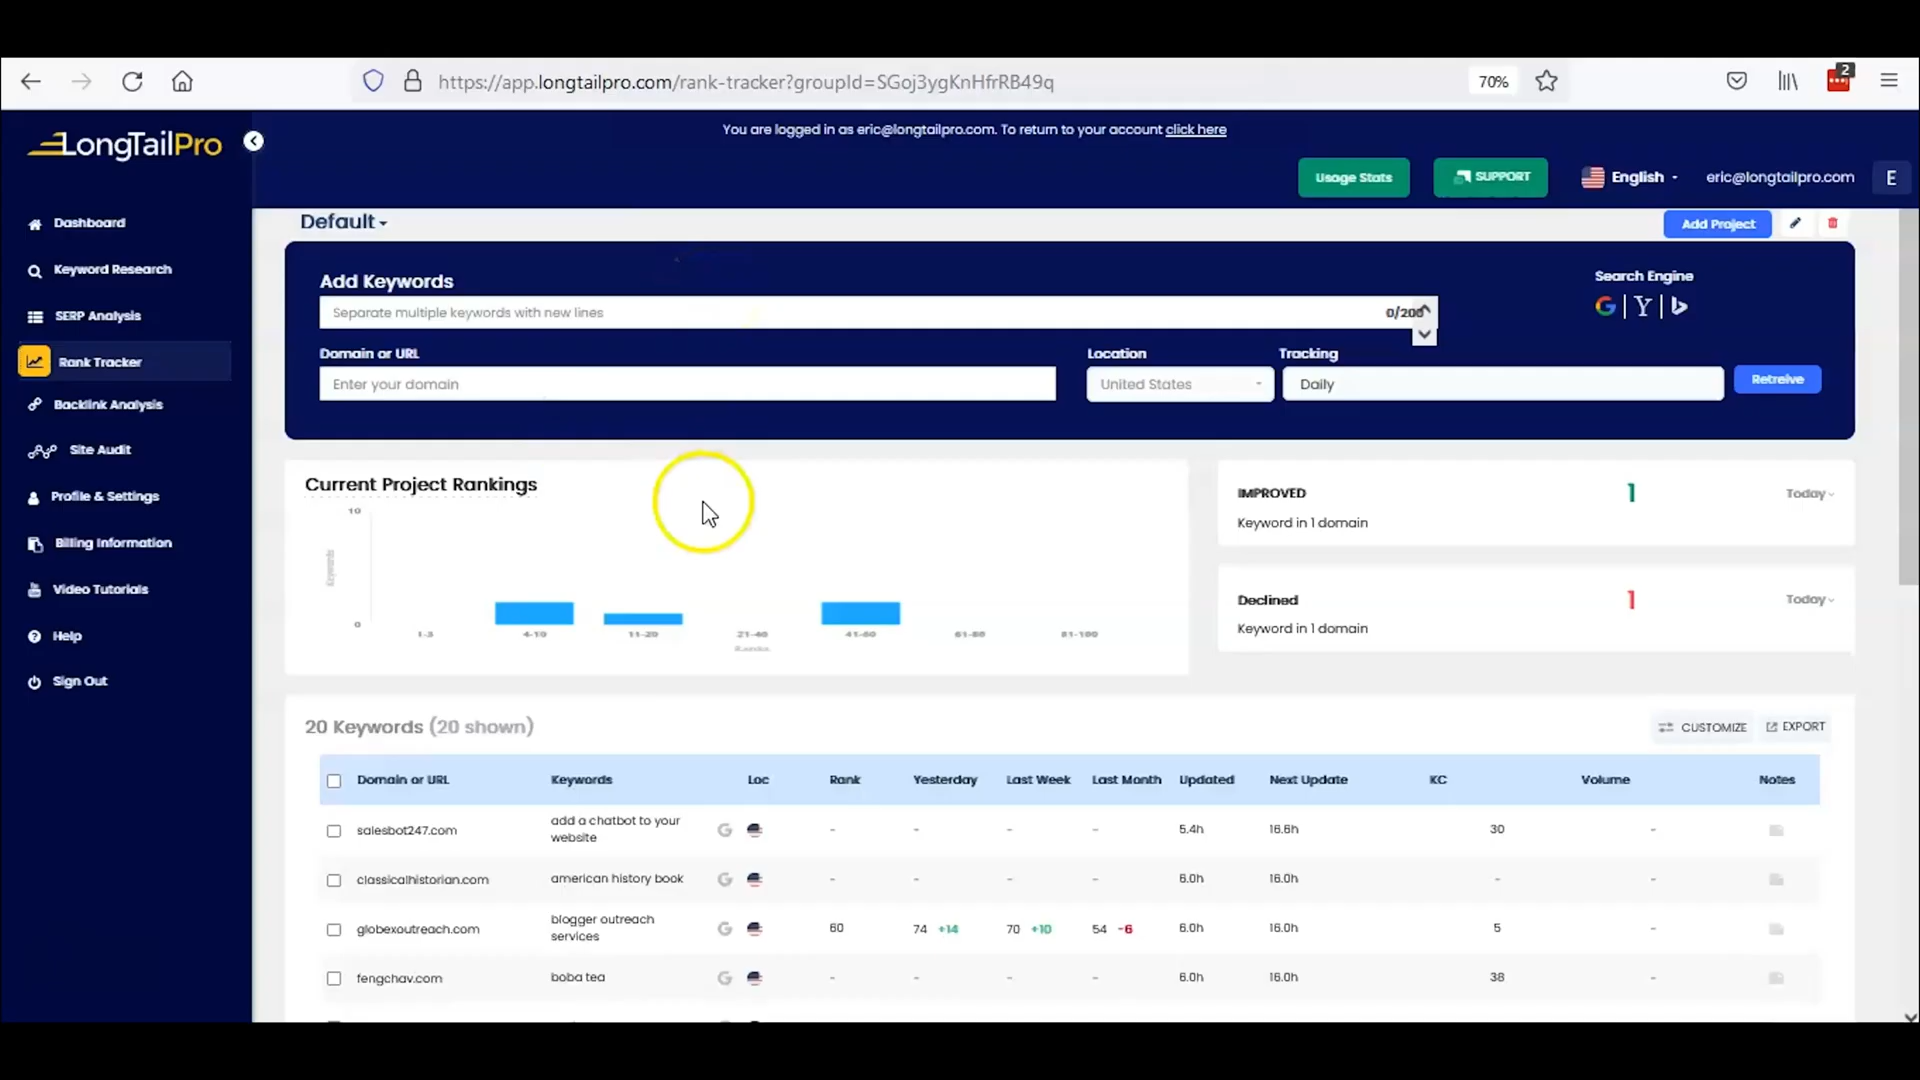 https://app.longtailpro.com/rank-tracker?groupId=SGoj3ygKnHfrRB49q
70%
2
LongTailPro
You are logged in as eric@longtailpro.com. To return to your account click here
Usage Stats
SUPPORT
English
eric@longtailpro.com
E
Dashboard
Keyword Research
SERP Analysis
Rank Tracker
Backlink Analysis
Site Audit
Profile & Settings
Billing Information
Video Tutorials
Help
Sign Out
Default
Add Project
Add Keywords
Separate multiple keywords with new lines
0/200
Search Engine
G | Y | b
Domain or URL
Location
Tracking
Enter your domain
United States
Daily
Retreive
Current Project Rankings
10
Keywords
0
1-3
4-10
11-20
21-40
41-60
61-80
81-100
IMPROVED
1
Today
Keyword in 1 domain
Declined
1
Today
Keyword in 1 domain
20 Keywords (20 shown)
CUSTOMIZE
EXPORT
Domain or URL Keywords Loc Rank Yesterday Last Week Last Month Updated Next Update KC Volume Notes
salesbot247.com add a chatbot to your website G - - - - 5.4h 16.6h 30 -
classicalhistorian.com american history book G - - - - 6.0h 16.0h - -
globexoutreach.com blogger outreach services G 60 74 +14 70 +10 54 -6 6.0h 16.0h 5 -
fengchav.com boba tea G - - - - 6.0h 16.0h 38 -